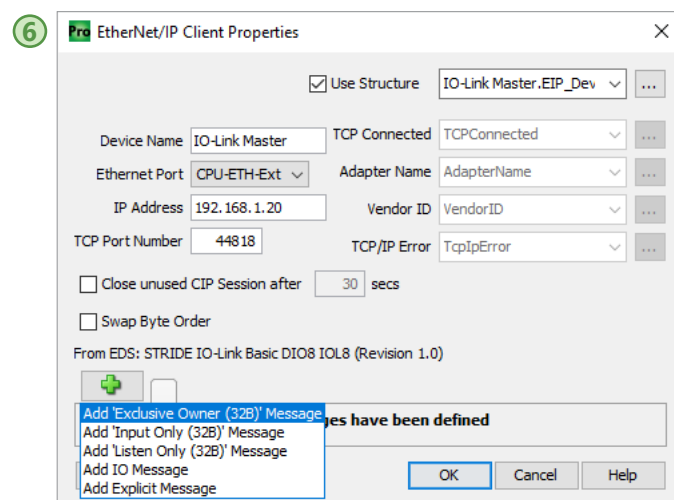 6
Pro EtherNet/IP Client Properties
Use Structure IO-Link Master.EIP_Dev ...
Device Name IO-Link Master TCP Connected TCPConnected ...
Ethernet Port CPU-ETH-Ext Adapter Name AdapterName ...
IP Address 192.168.1.20 Vendor ID VendorID ...
TCP Port Number 44818 TCP/IP Error TcpIpError ...
Close unused CIP Session after 30 secs
Swap Byte Order
From EDS: STRIDE IO-Link Basic DIO8 IOL8 (Revision 1.0)
Add 'Exclusive Owner (32B)' Message ges have been defined
Add 'Input Only (32B)' Message
Add 'Listen Only (32B)' Message
Add IO Message
Add Explicit Message
OK Cancel Help